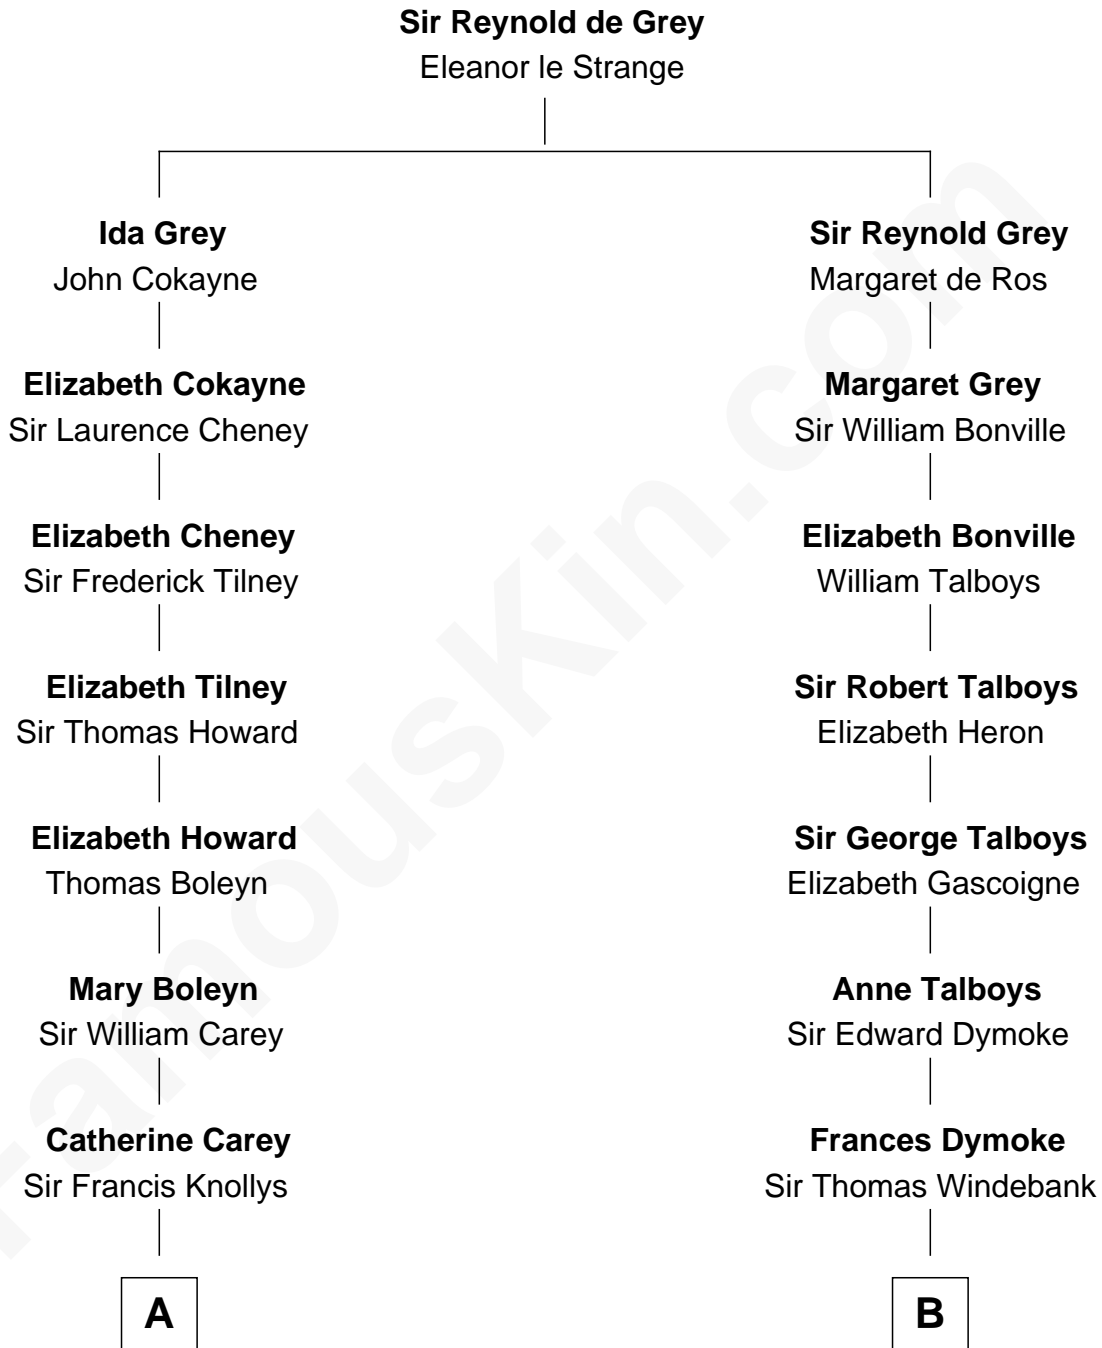 Sir Reynold de Grey
Eleanor le Strange
Ida Grey
John Cokayne
Sir Reynold Grey
Margaret de Ros
Elizabeth Cokayne
Sir Laurence Cheney
Margaret Grey
Sir William Bonville
Elizabeth Cheney
Sir Frederick Tilney
Elizabeth Bonville
William Talboys
Elizabeth Tilney
Sir Thomas Howard
Sir Robert Talboys
Elizabeth Heron
Elizabeth Howard
Thomas Boleyn
Sir George Talboys
Elizabeth Gascoigne
Mary Boleyn
Sir William Carey
Anne Talboys
Sir Edward Dymoke
Catherine Carey
Sir Francis Knollys
Frances Dymoke
Sir Thomas Windebank
A
B
FamousKin.com